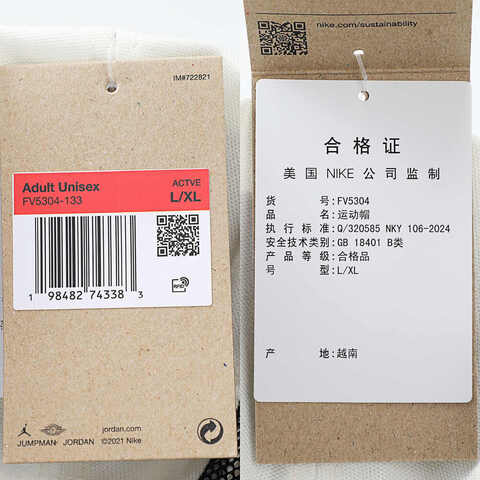 IM#722821
Adult Unisex
FV5304-133
ACTVE
L/XL
RFID
1 98482 74338 3
jordan.com
JUMPMAN JORDAN ©2021 Nike
nike.com/sustainability
合格证
美国 NIKE 公司监制
货 号:FV5304
品 名:运动帽
执行标准:Q/320585 NKY 106-2024
安全技术类别:GB 18401 B类
产品等级:合格品
号 型:L/XL
产 地:越南